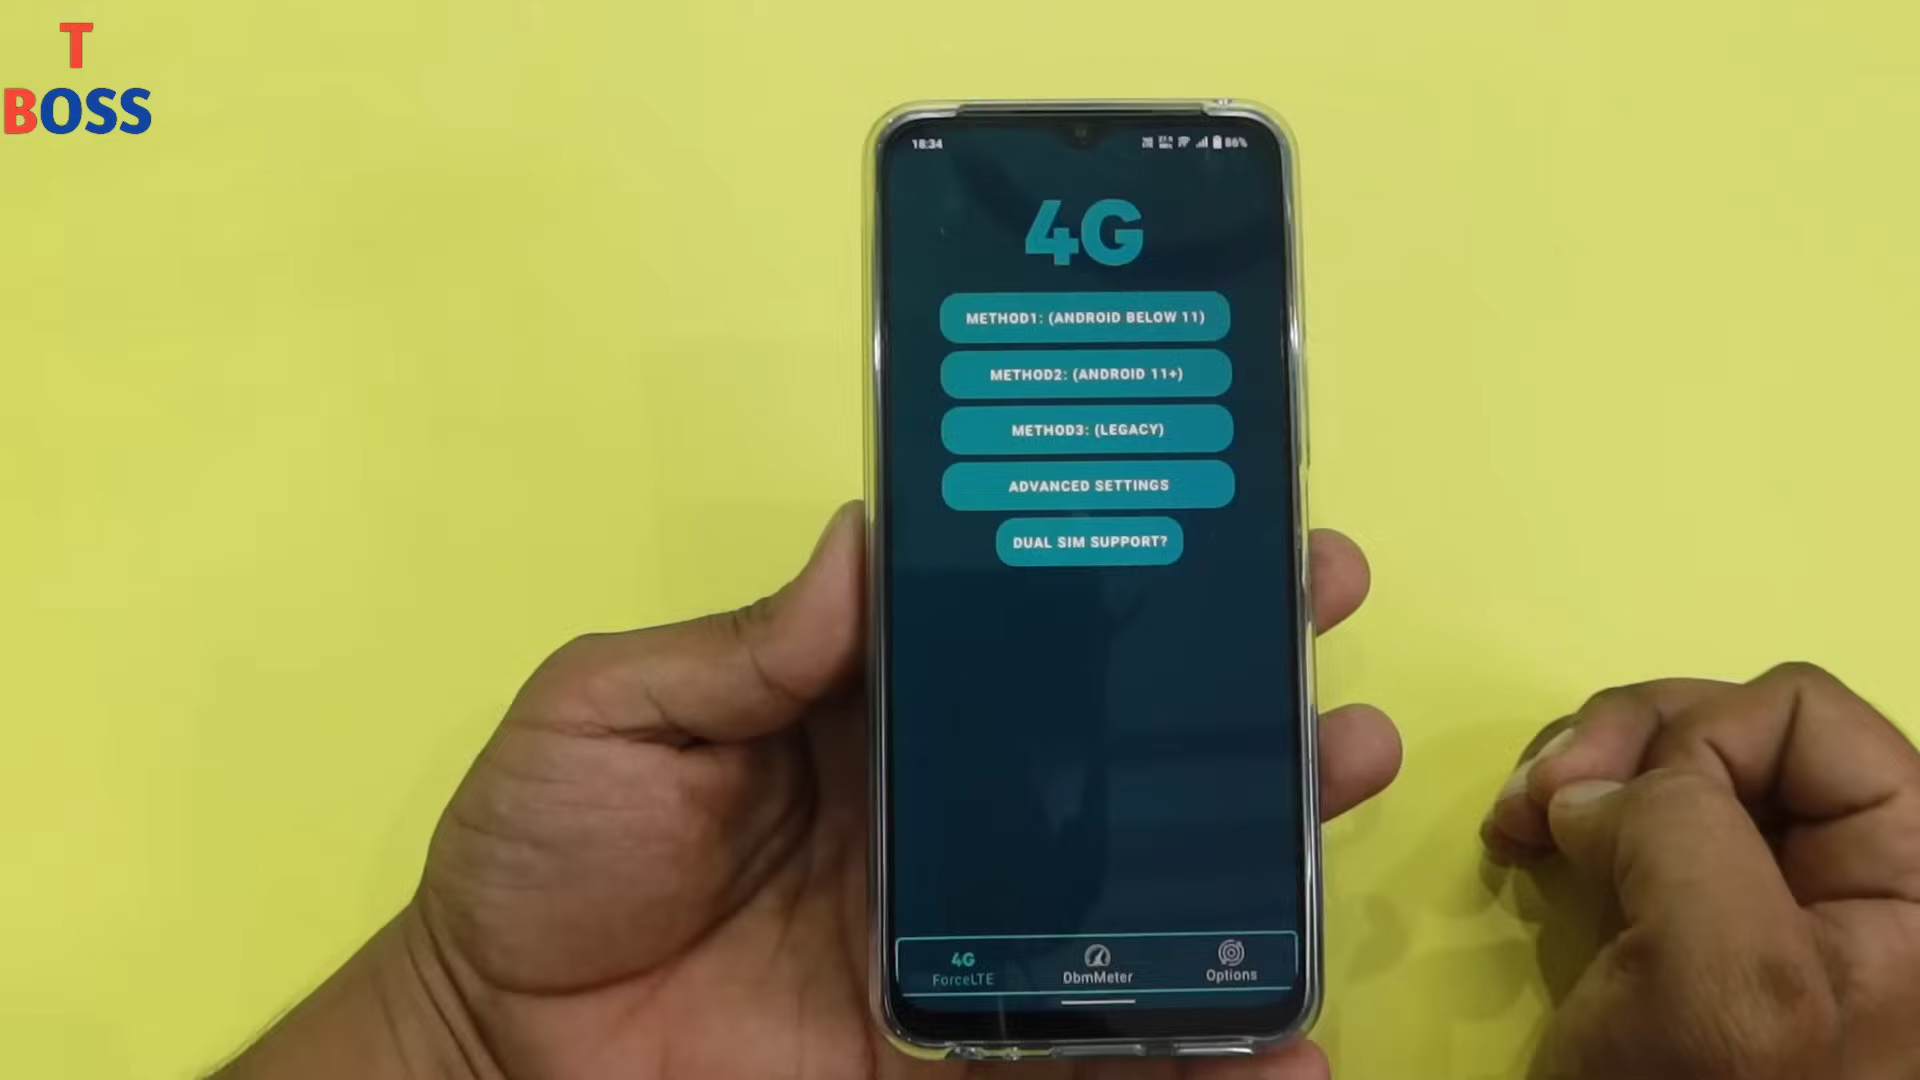 T
BOSS
18:34
86%
4G
METHOD1: (ANDROID BELOW 11)
METHOD2: (ANDROID 11+)
METHOD3: (LEGACY)
ADVANCED SETTINGS
DUAL SIM SUPPORT?
4G
ForceLTE
DbmMeter
Options